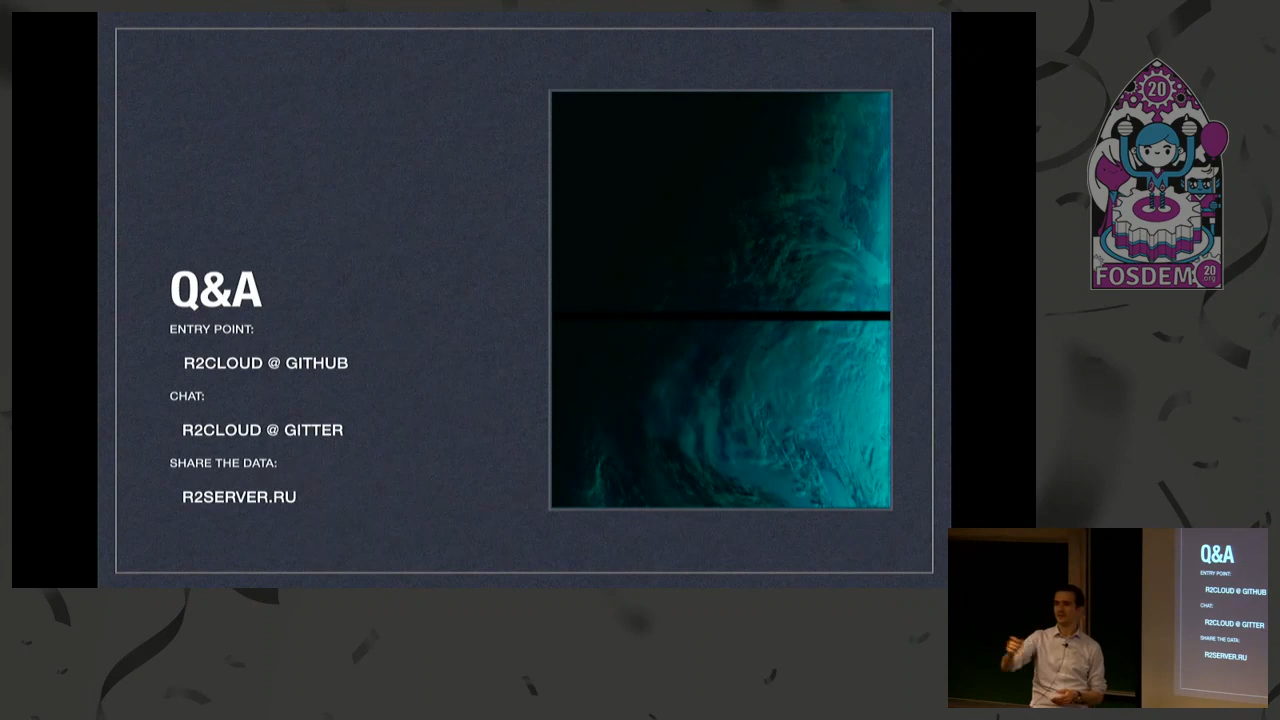 Q&A
ENTRY POINT:
R2CLOUD @ GITHUB
CHAT:
R2CLOUD @ GITTER
SHARE THE DATA:
R2SERVER.RU
20
FOSDEM
20
.org
Q&A
ENTRY POINT:
R2CLOUD @ GITHUB
CHAT:
R2CLOUD @ GITTER
SHARE THE DATA:
R2SERVER.RU